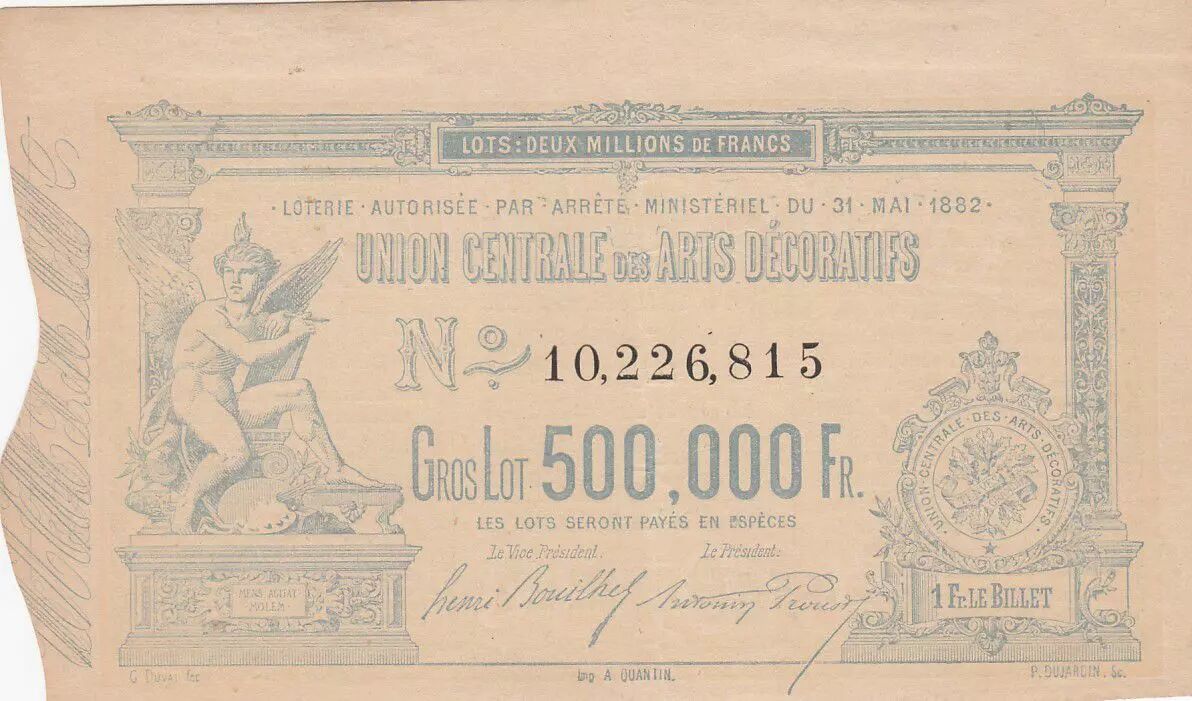 LOTS: DEUX MILLIONS DE FRANCS
· LOTERIE · AUTORISÉE · PAR · ARRÊTÉ · MINISTÉRIEL · DU · 31 · MAI · 1882 ·
UNION CENTRALE DES ARTS DÉCORATIFS
No 10,226,815
GROS LOT 500,000 FR.
LES LOTS SERONT PAYÉS EN ESPÈCES
Le Vice Président. Le Président:
henri Bouilhet Antonin Proust
MENS AGITAT
MOLEM
· UNION · CENTRALE · DES · ARTS · DÉCORATIFS ·
1 FR. LE BILLET
G. Duval fec
Imp A QUANTIN.
P. DUJARDIN. Sc.